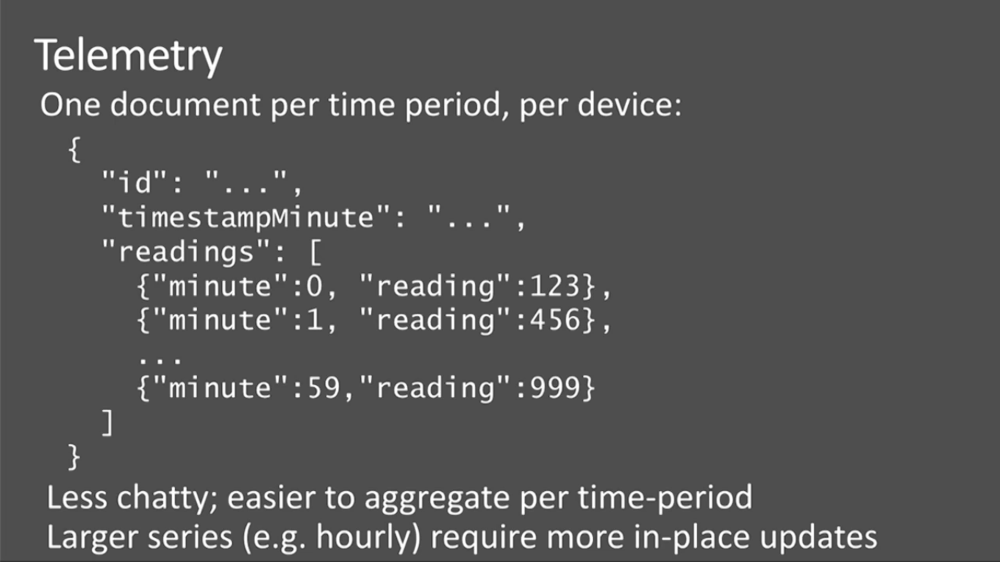 Telemetry
One document per time period, per device:
{
"id": "...",
"timestampMinute": "...",
"readings": [
{"minute":0, "reading":123},
{"minute":1, "reading":456},
...
{"minute":59,"reading":999}
]
}
Less chatty; easier to aggregate per time-period
Larger series (e.g. hourly) require more in-place updates